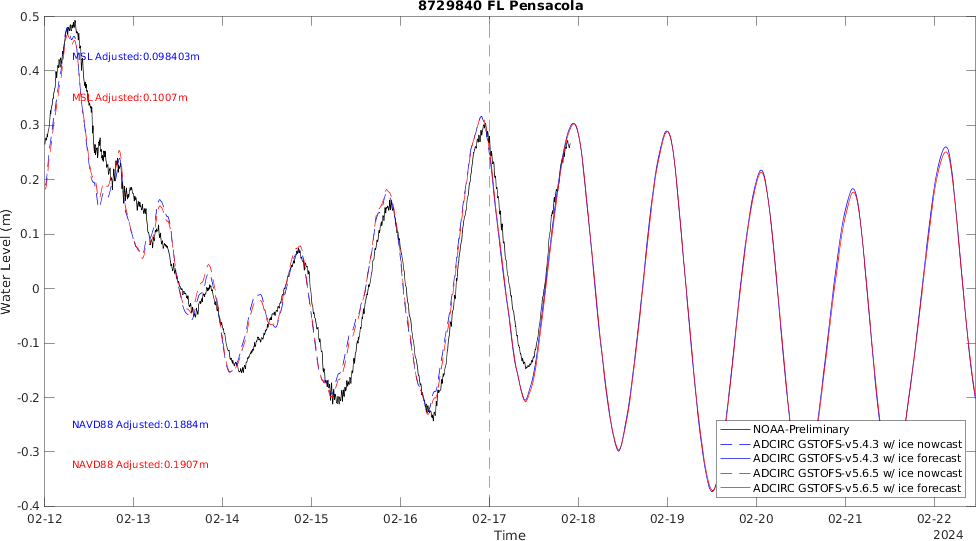 8729840 FL Pensacola
0.5
0.4
0.3
0.2
0.1
0
-0.1
-0.2
-0.3
-0.4
Water Level (m)
MSL Adjusted:0.098403m
MSL Adjusted:0.1007m
NAVD88 Adjusted:0.1884m
NAVD88 Adjusted:0.1907m
NOAA-Preliminary
ADCIRC GSTOFS-v5.4.3 w/ ice nowcast
ADCIRC GSTOFS-v5.4.3 w/ ice forecast
ADCIRC GSTOFS-v5.6.5 w/ ice nowcast
ADCIRC GSTOFS-v5.6.5 w/ ice forecast
02-12 02-13 02-14 02-15 02-16 02-17 02-18 02-19 02-20 02-21 02-22
Time
2024